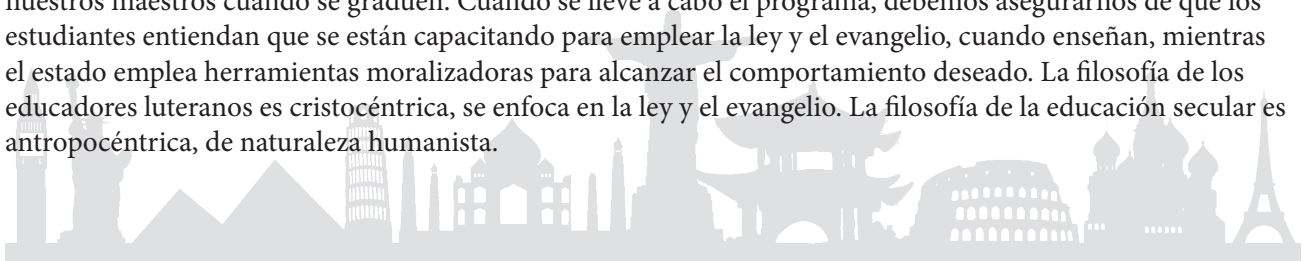 nuestros maestros cuando se gradúen. Cuando se lleve a cabo el programa, debemos asegurarnos de que los
estudiantes entiendan que se están capacitando para emplear la ley y el evangelio, cuando enseñan, mientras
el estado emplea herramientas moralizadoras para alcanzar el comportamiento deseado. La filosofía de los
educadores luteranos es cristocéntrica, se enfoca en la ley y el evangelio. La filosofía de la educación secular es
antropocéntrica, de naturaleza humanista.